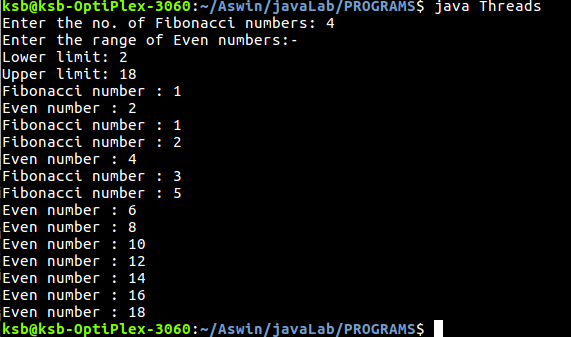 ksb@ksb-OptiPlex-3060:~/Aswin/javaLab/PROGRAMS$ java Threads
Enter the no. of Fibonacci numbers: 4
Enter the range of Even numbers:-
Lower limit: 2
Upper limit: 18
Fibonacci number : 1
Even number : 2
Fibonacci number : 1
Fibonacci number : 2
Even number : 4
Fibonacci number : 3
Fibonacci number : 5
Even number : 6
Even number : 8
Even number : 10
Even number : 12
Even number : 14
Even number : 16
Even number : 18
ksb@ksb-OptiPlex-3060:~/Aswin/javaLab/PROGRAMS$